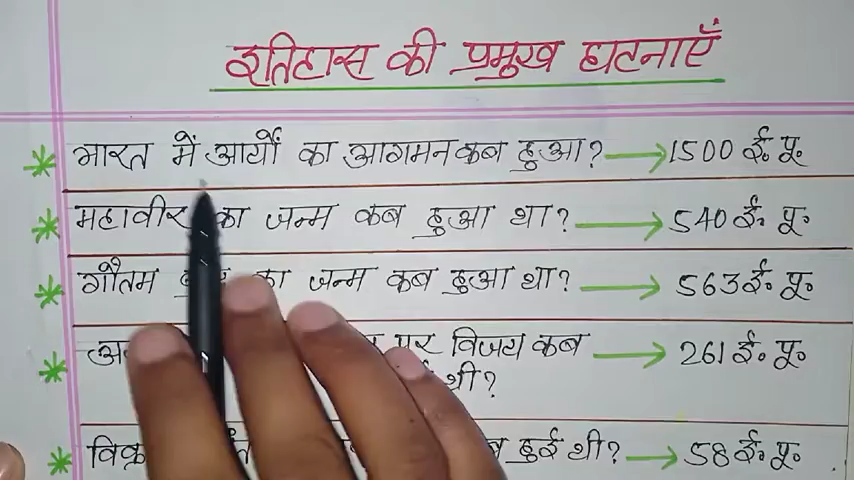 इतिहास की प्रमुख घटनाएँ
भारत में आर्यों का आगमन कब हुआ? → 1500 ई. पू.
महावीर का जन्म कब हुआ था? → 540 ई. पू.
गौतम का जन्म कब हुआ था? → 563 ई. पू.
पर विजय कब → 261 ई. पू.
थी?
हुई थी? → 58 ई. पू.